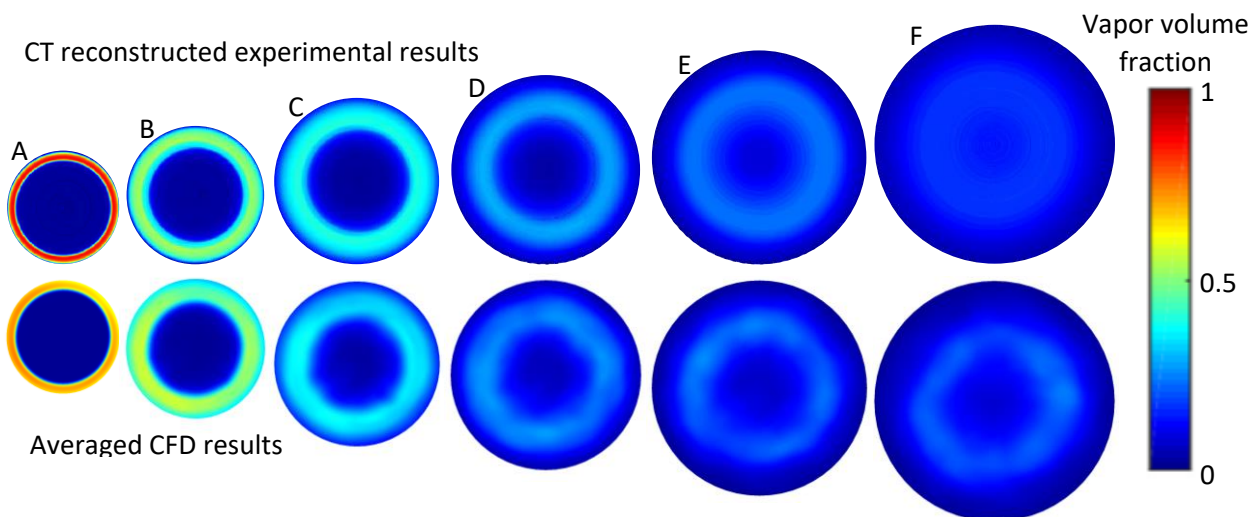 CT reconstructed experimental results
A
B
C
D
E
F
Vapor volume
fraction
1
0.5
0
Averaged CFD results